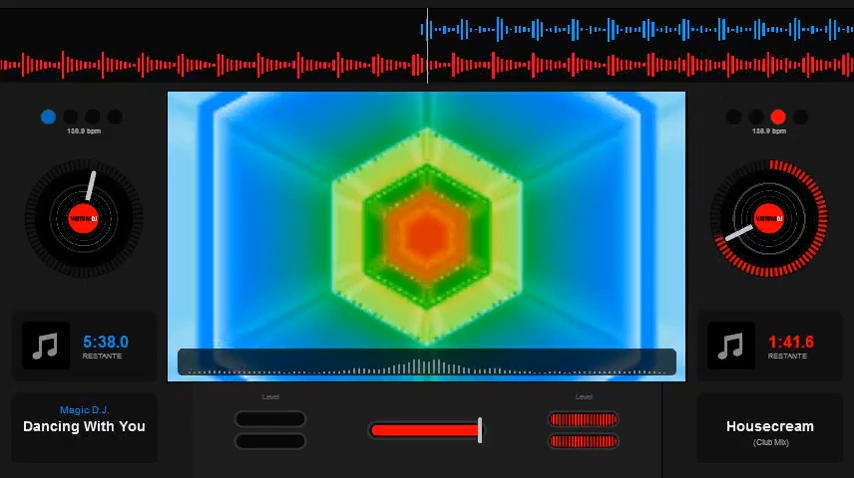 138.9 bpm
138.9 bpm
5:38.0
RESTANTE
1:41.6
RESTANTE
Level
Level
Magic D.J.
Dancing With You
Housecream
(Club Mix)